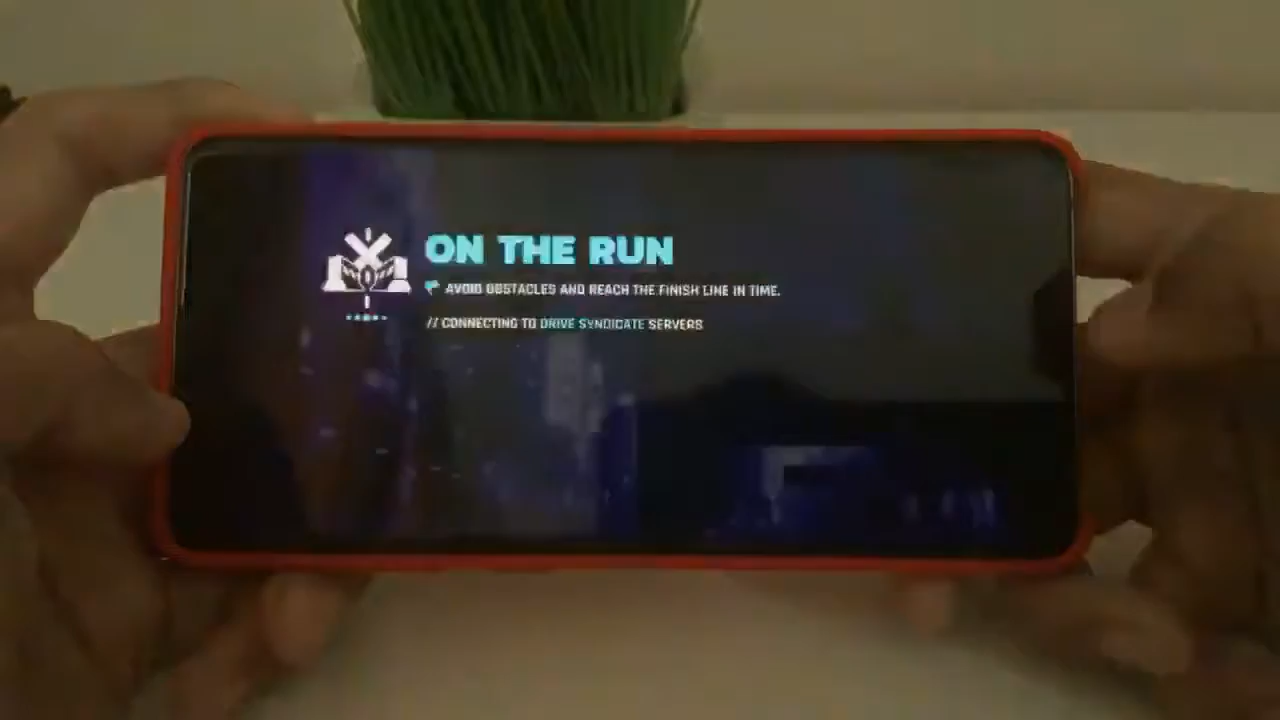 ON THE RUN
AVOID OBSTACLES AND REACH THE FINISH LINE IN TIME.
// CONNECTING TO DRIVE SYNDICATE SERVERS